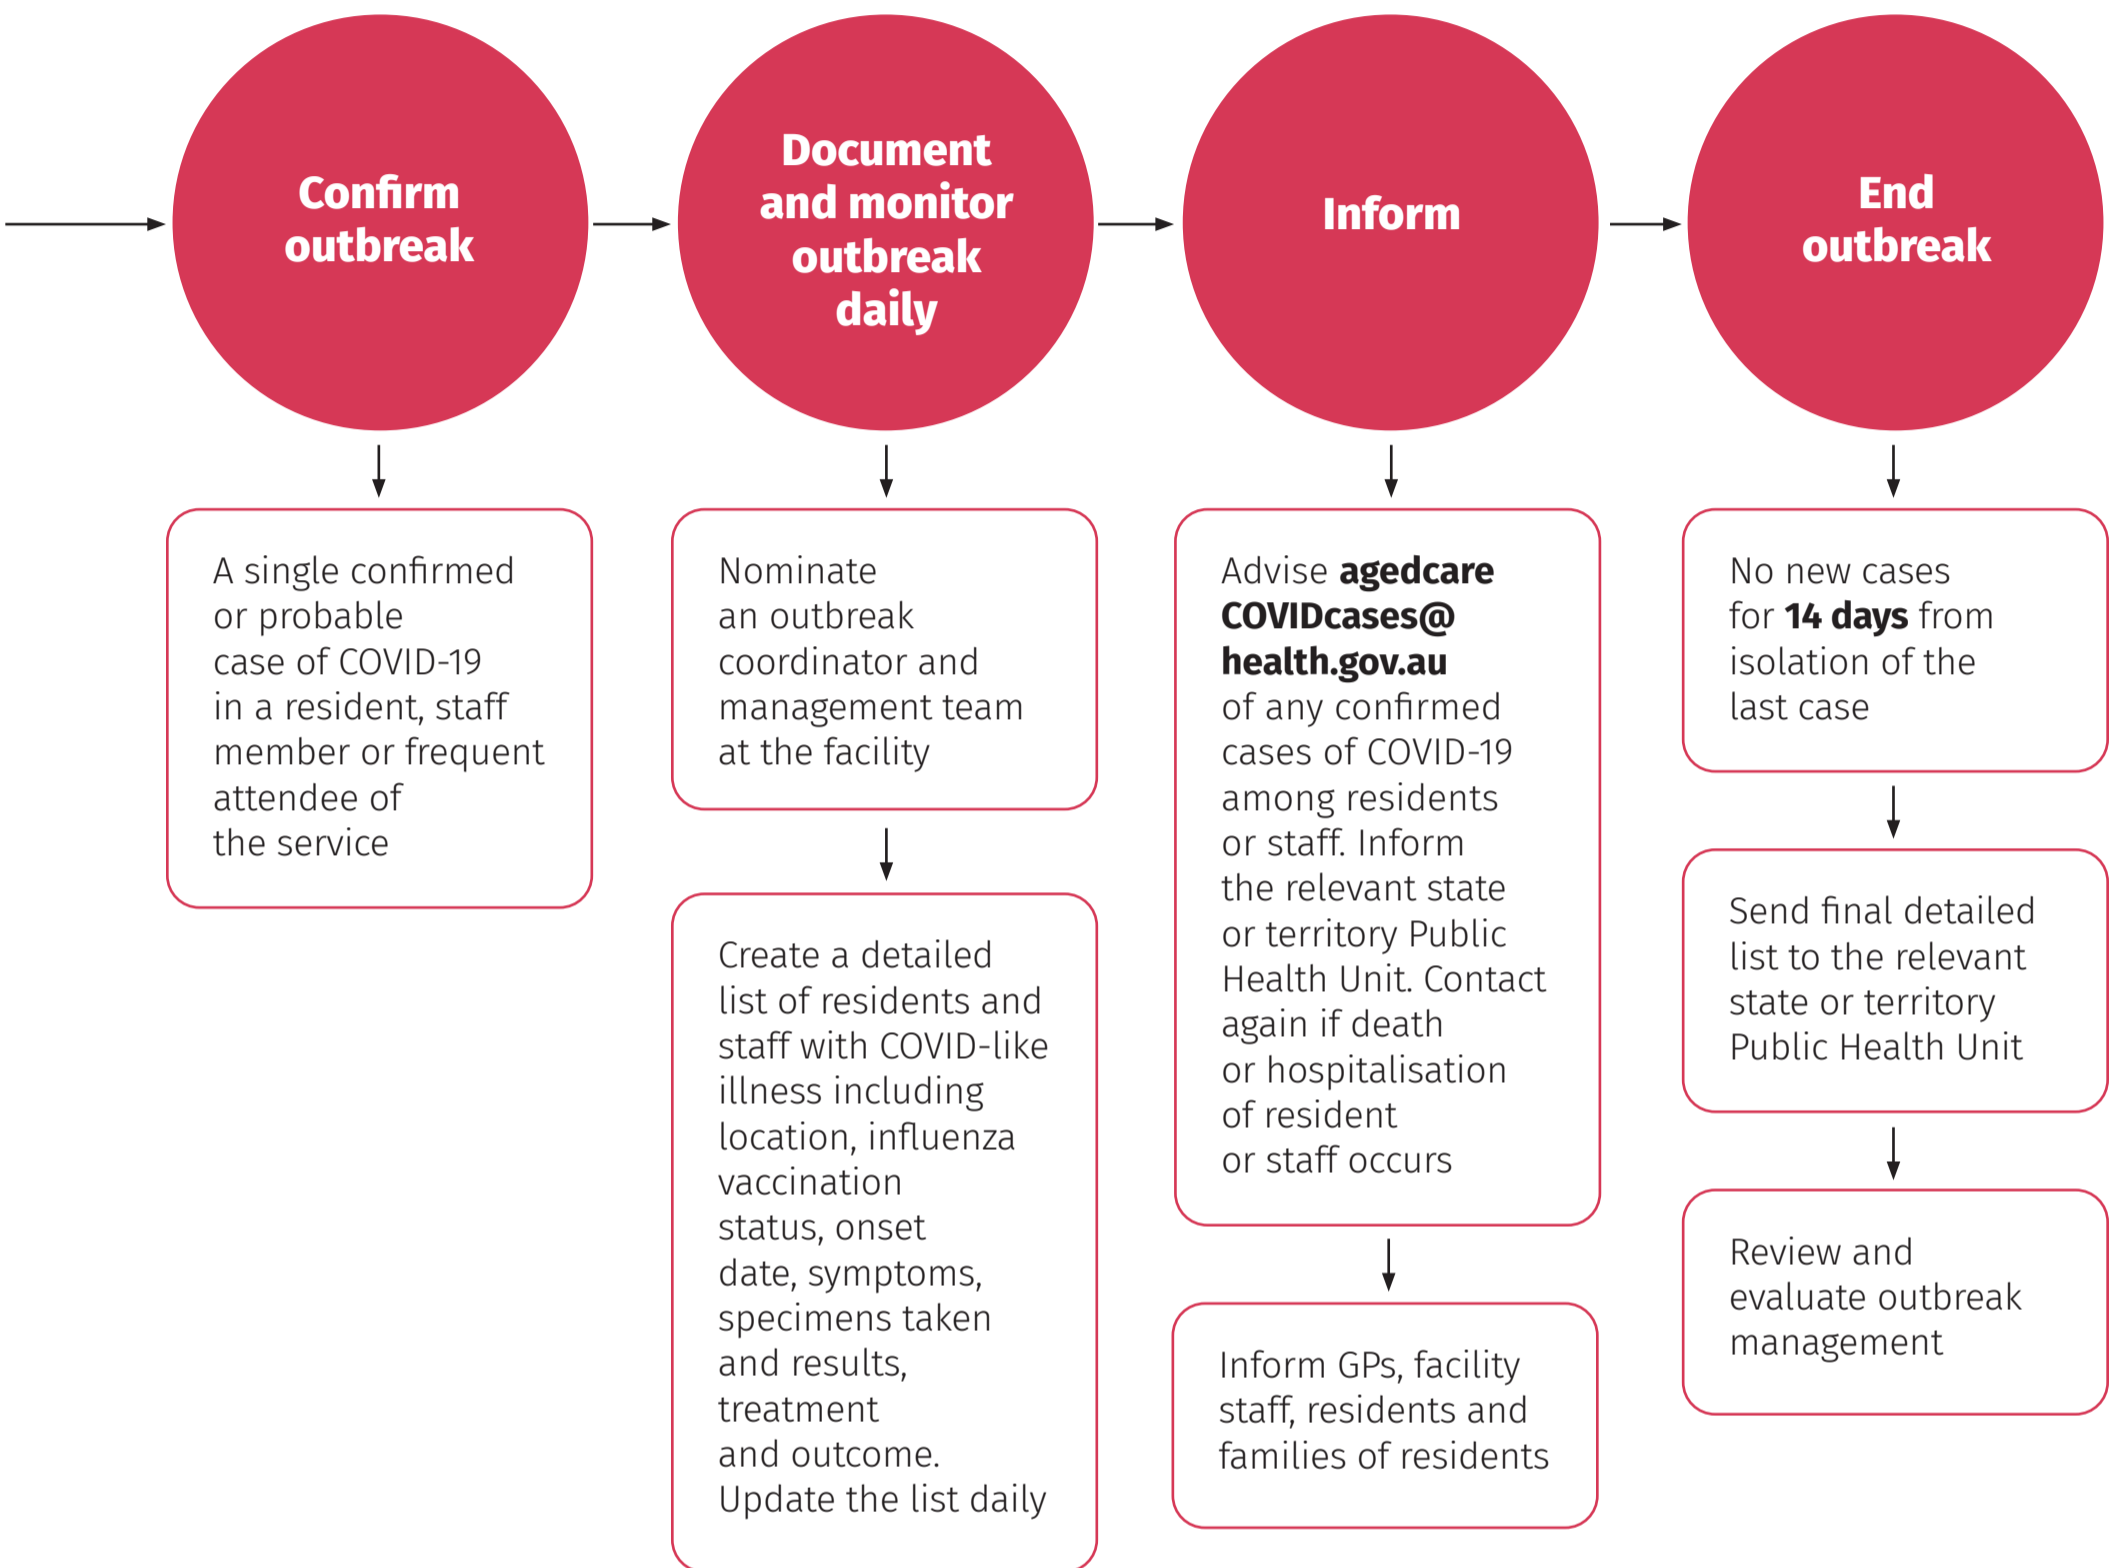 Confirm
outbreak
A single confirmed
or probable
case of COVID-19
in a resident, staff
member or frequent
attendee of
the service
Document
and monitor
outbreak
daily
Nominate
an outbreak
coordinator and
management team
at the facility
Create a detailed
list of residents and
staff with COVID-like
illness including
location, influenza
vaccination
status, onset
date, symptoms,
specimens taken
and results,
treatment
and outcome.
Update the list daily
Inform
Advise agedcare
COVIDcases@
health.gov.au
of any confirmed
cases of COVID-19
among residents
or staff. Inform
the relevant state
or territory Public
Health Unit. Contact
again if death
or hospitalisation
of resident
or staff occurs
Inform GPs, facility
staff, residents and
families of residents
End
outbreak
No new cases
for 14 days from
isolation of the
last case
Send final detailed
list to the relevant
state or territory
Public Health Unit
Review and
evaluate outbreak
management